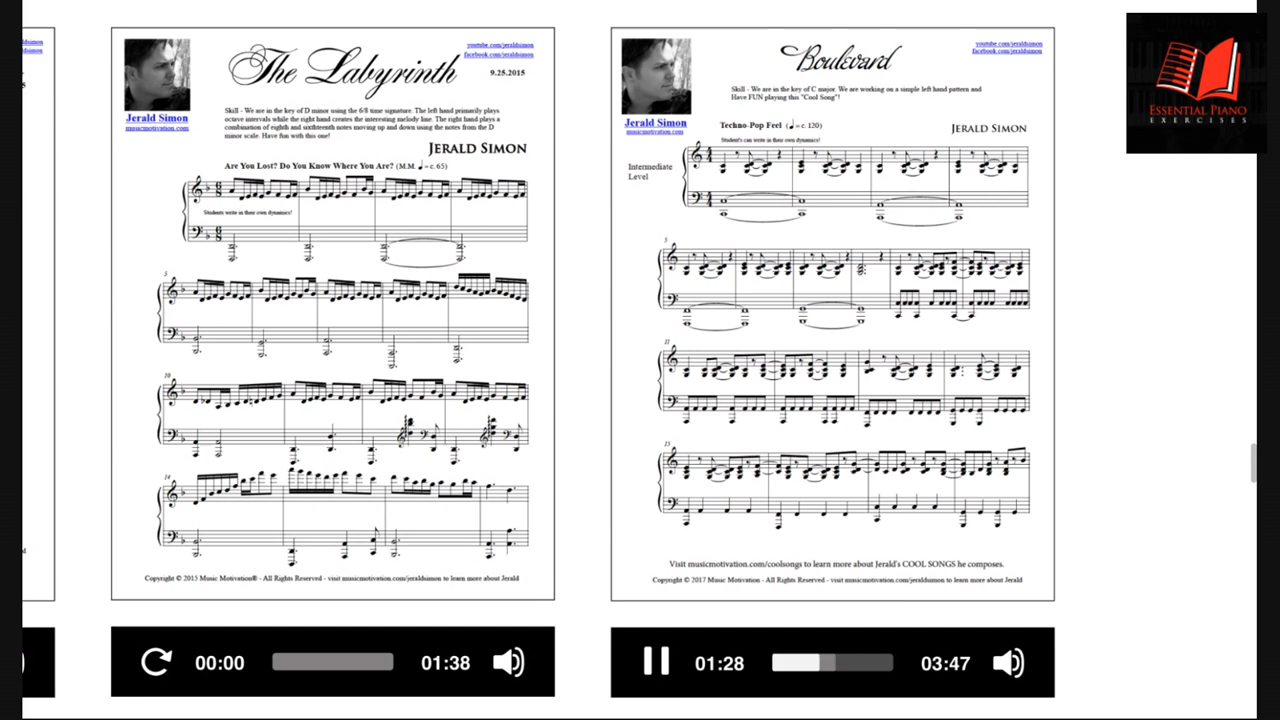 The Labyrinth
youtube.com/jeraldsimon
facebook.com/jeraldsimon
9.25.2015
Skill - We are in the key of D minor using the 6/8 time signature. The left hand primarily plays
octave intervals while the right hand creates the interesting melody line. The right hand plays a
combination of eighth and sixteenth notes moving up and down using the notes from the D
minor scale. Have fun with this one!
Jerald Simon
musicmotivation.com
JERALD SIMON
Are You Lost? Do You Know Where You Are? (M.M. ♩= c. 65)
Students write in their own dynamics!
5
10
14
Copyright © 2015 Music Motivation® - All Rights Reserved - visit musicmotivation.com/jeraldsimon to learn more about Jerald
00:00
01:38
Boulevard
youtube.com/jeraldsimon
facebook.com/jeraldsimon
Skill - We are in the key of C major. We are working on a simple left hand pattern and
Have FUN playing this "Cool Song"!
Jerald Simon
musicmotivation.com
Techno-Pop Feel (♩= c. 120)
JERALD SIMON
Student's can write in their own dynamics!
Intermediate
Level
5
11
15
Visit musicmotivation.com/coolsongs to learn more about Jerald's COOL SONGS he composes.
Copyright © 2017 Music Motivation - All Rights Reserved - visit musicmotivation.com/jeraldsimon to learn more about Jerald
01:28
03:47
ESSENTIAL PIANO
EXERCISES